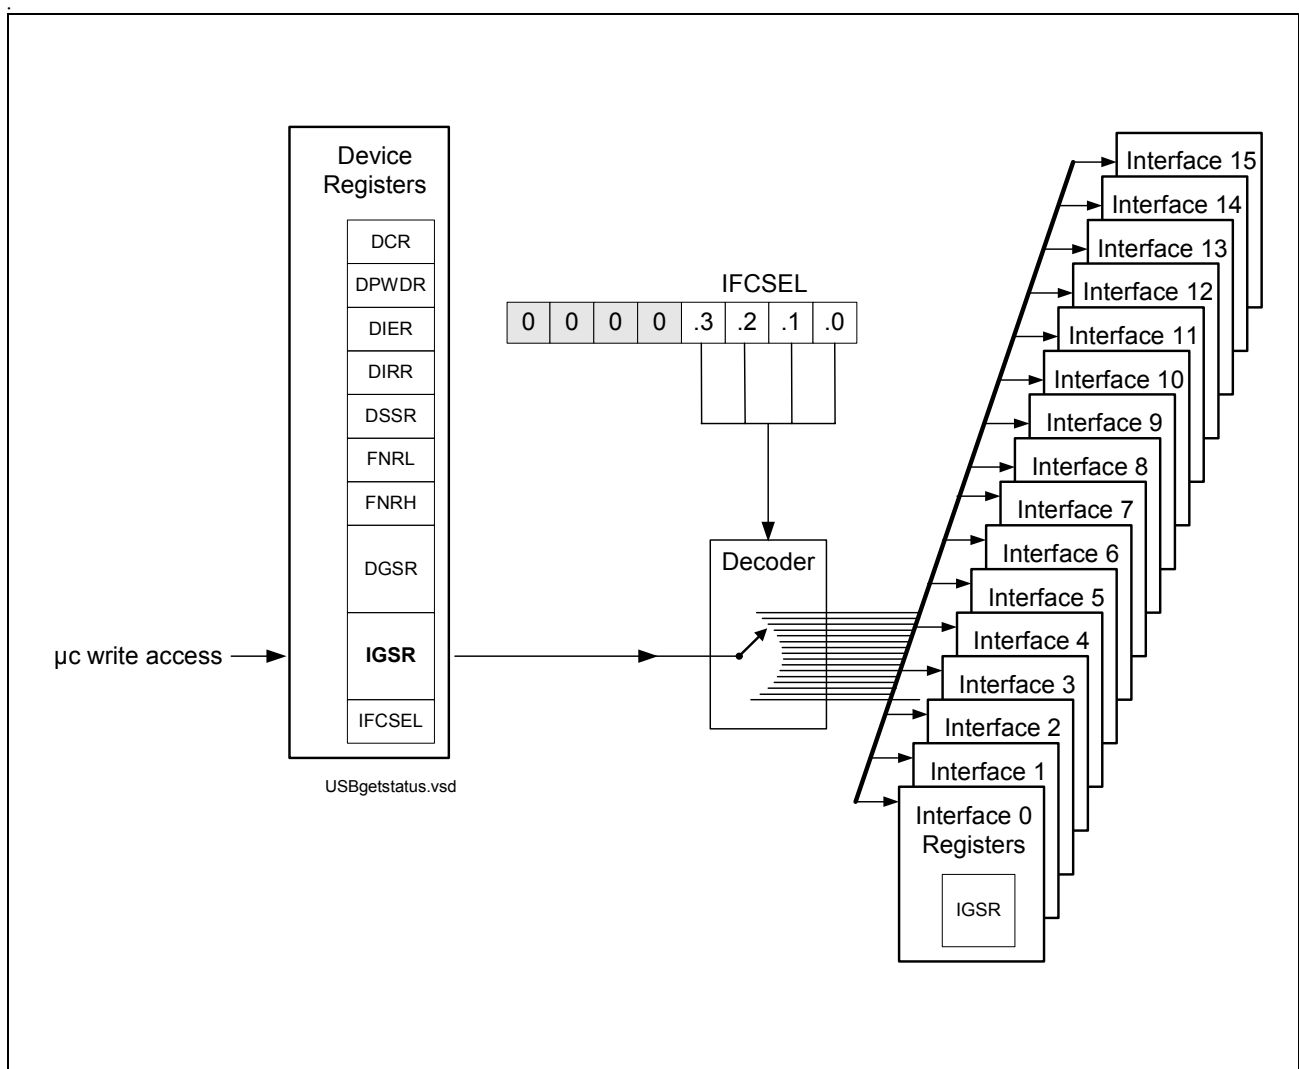 .
Device
Registers
DCR
DPWDR
DIER
DIRR
DSSR
FNRL
FNRH
DGSR
IGSR
IFCSEL
µc write access
USBgetstatus.vsd
IFCSEL
0 0 0 0 .3 .2 .1 .0
Decoder
Interface 15
Interface 14
Interface 13
Interface 12
Interface 11
Interface 10
Interface 9
Interface 8
Interface 7
Interface 6
Interface 5
Interface 4
Interface 3
Interface 2
Interface 1
Interface 0
Registers
IGSR